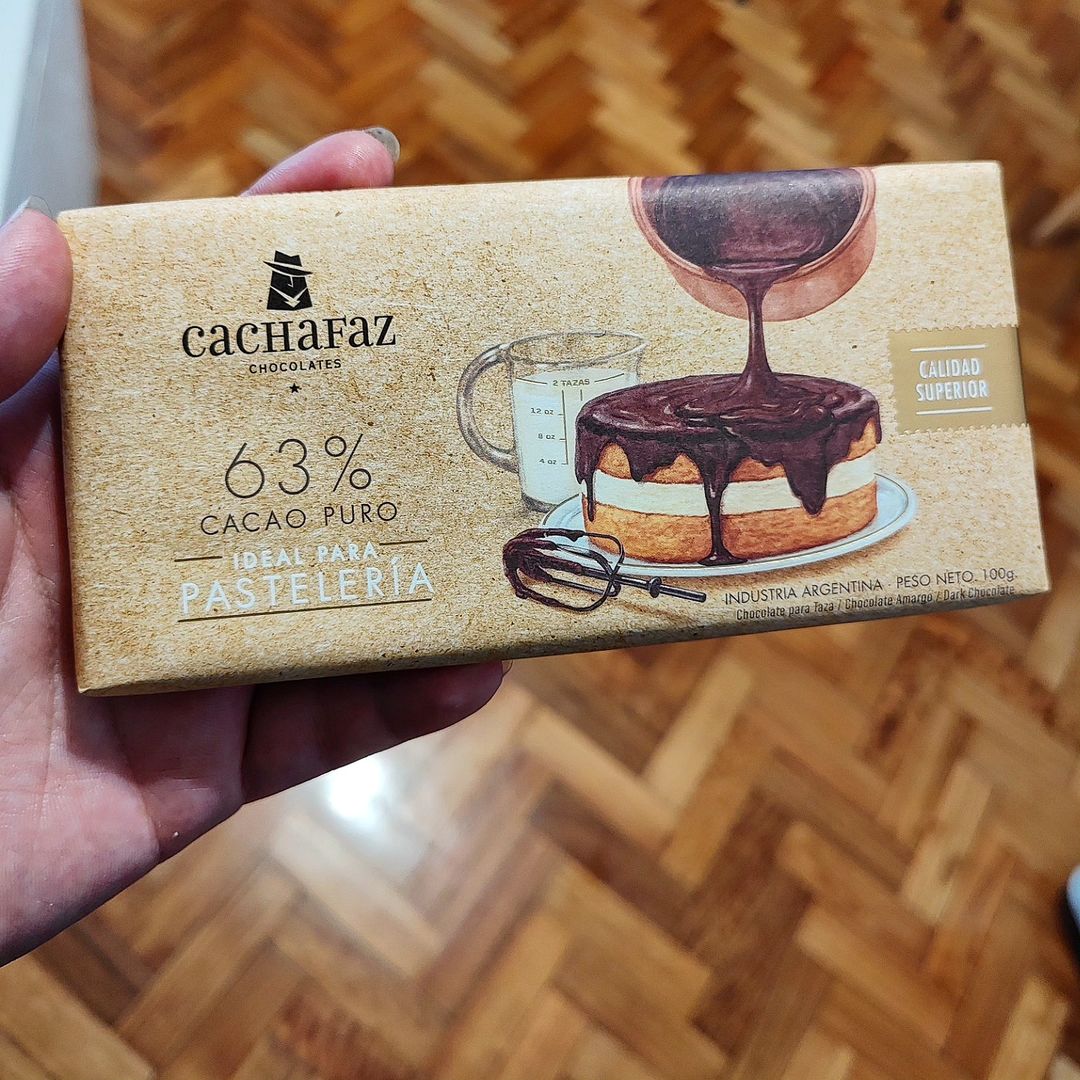 cacHaFaz
CHOCOLATES
63%
CACAO PURO
IDEAL PARA
PASTELERÍA
2 TAZAS
12 oz
8 oz
4 oz
CALIDAD
SUPERIOR
INDUSTRIA ARGENTINA - PESO NETO. 100g.
Chocolate para Taza / Chocolate Amargo / Dark Chocolate